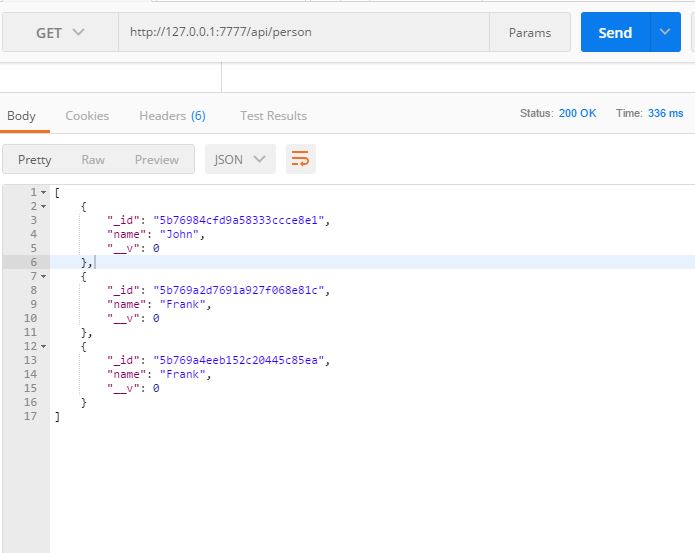 GET http://127.0.0.1:7777/api/person Params Send
Body Cookies Headers (6) Test Results Status: 200 OK Time: 336 ms
Pretty Raw Preview JSON
1 [
2 {
3 "_id": "5b76984cfd9a58333ccce8e1",
4 "name": "John",
5 "__v": 0
6 },
7 {
8 "_id": "5b769a2d7691a927f068e81c",
9 "name": "Frank",
10 "__v": 0
11 },
12 {
13 "_id": "5b769a4eeb152c20445c85ea",
14 "name": "Frank",
15 "__v": 0
16 }
17 ]